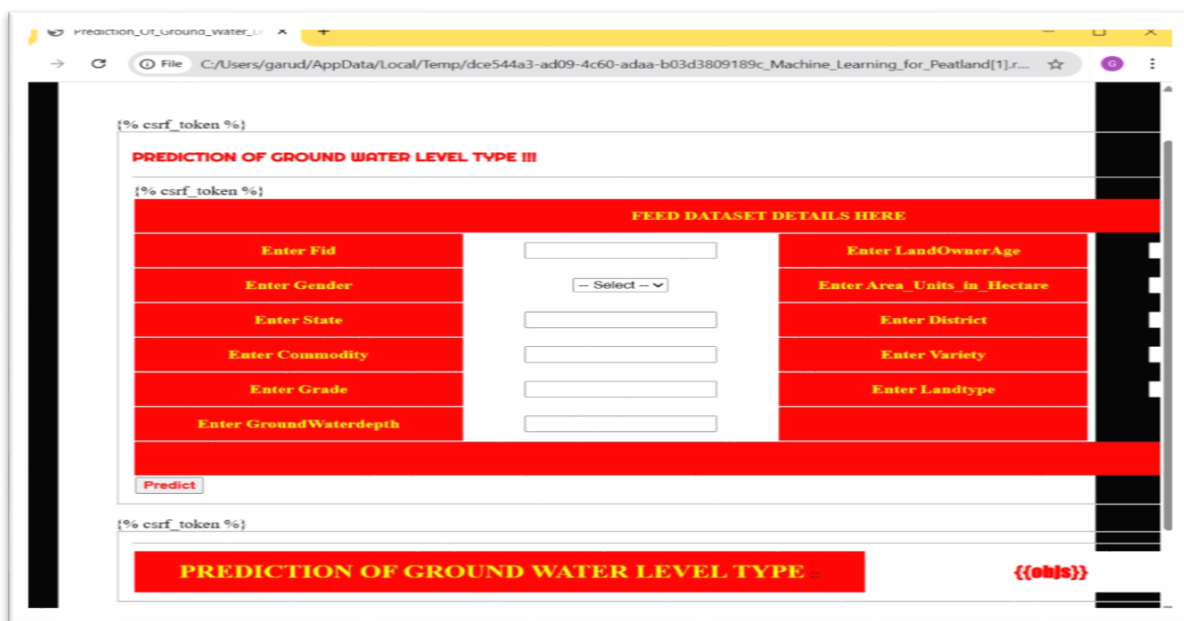 Prediction_Of_Ground_Water_L
File C:/Users/garud/AppData/Local/Temp/dce544a3-ad09-4c60-adaa-b03d3809189c_Machine_Learning_for_Peatland[1].r... G
{% csrf_token %}
PREDICTION OF GROUND WATER LEVEL TYPE !!!
{% csrf_token %}
FEED DATASET DETAILS HERE
Enter Fid Enter LandOwnerAge
Enter Gender -- Select -- Enter Area_Units_in_Hectare
Enter State Enter District
Enter Commodity Enter Variety
Enter Grade Enter Landtype
Enter GroundWaterdepth
Predict
{% csrf_token %}
PREDICTION OF GROUND WATER LEVEL TYPE :: {{objs}}